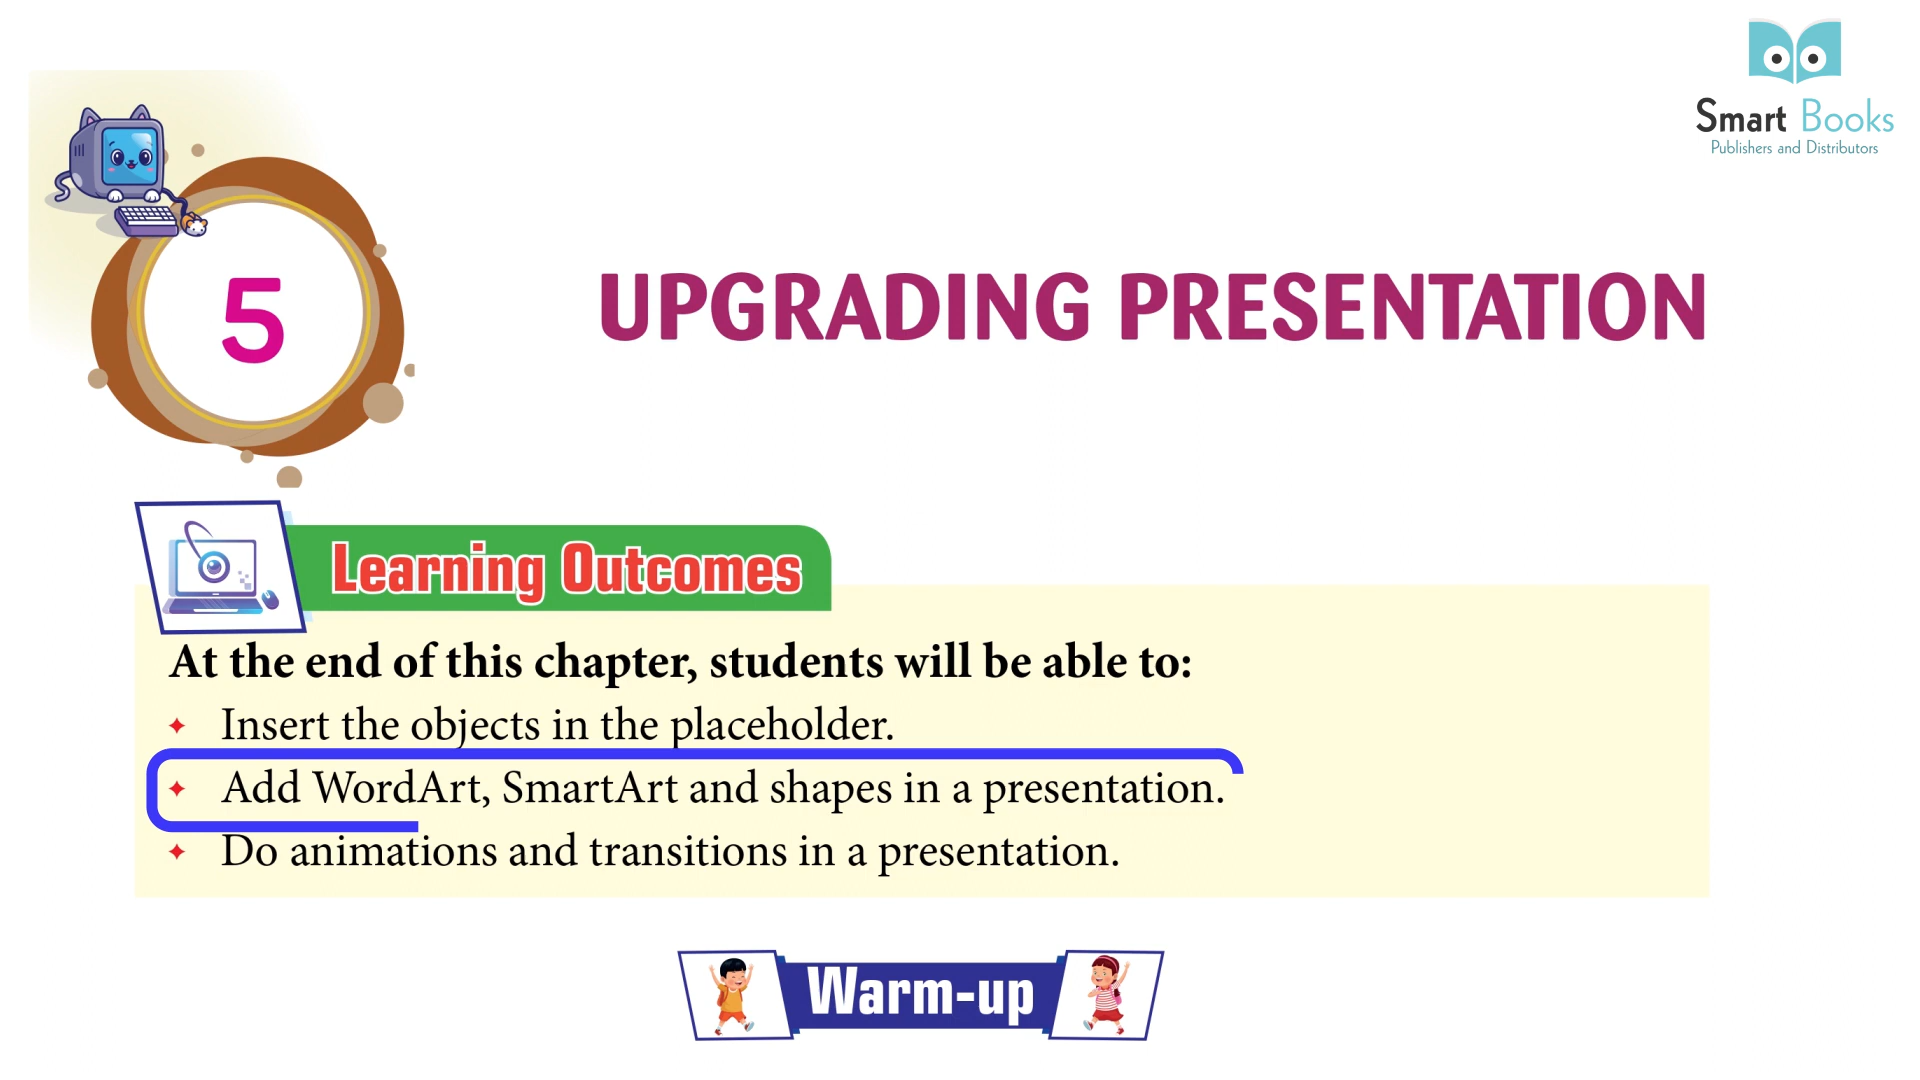 Smart Books
Publishers and Distributors
5
UPGRADING PRESENTATION
Learning Outcomes
At the end of this chapter, students will be able to:
✦ Insert the objects in the placeholder.
✦ Add WordArt, SmartArt and shapes in a presentation.
✦ Do animations and transitions in a presentation.
Warm-up